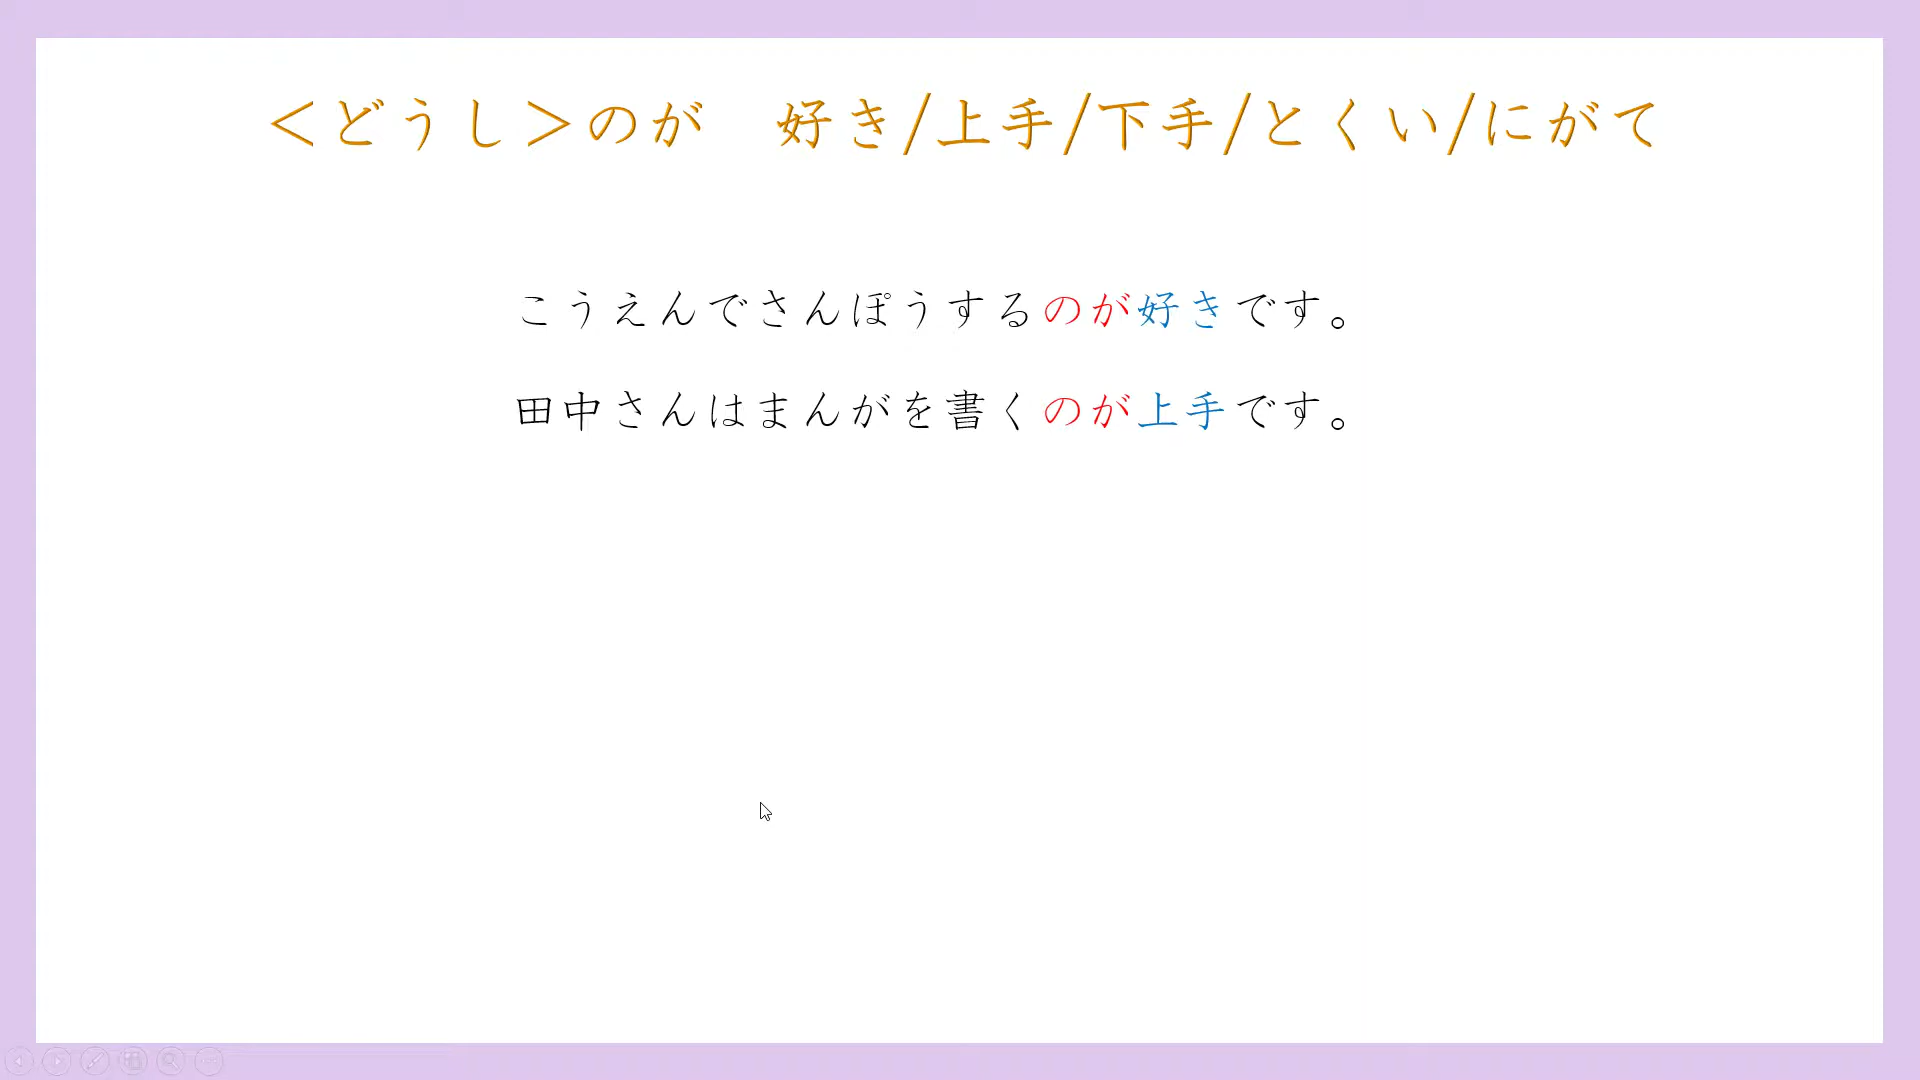 ＜どうし＞のが　好き/上手/下手/とくい/にがて
こうえんでさんぽうするのが好きです。
田中さんはまんがを書くのが上手です。